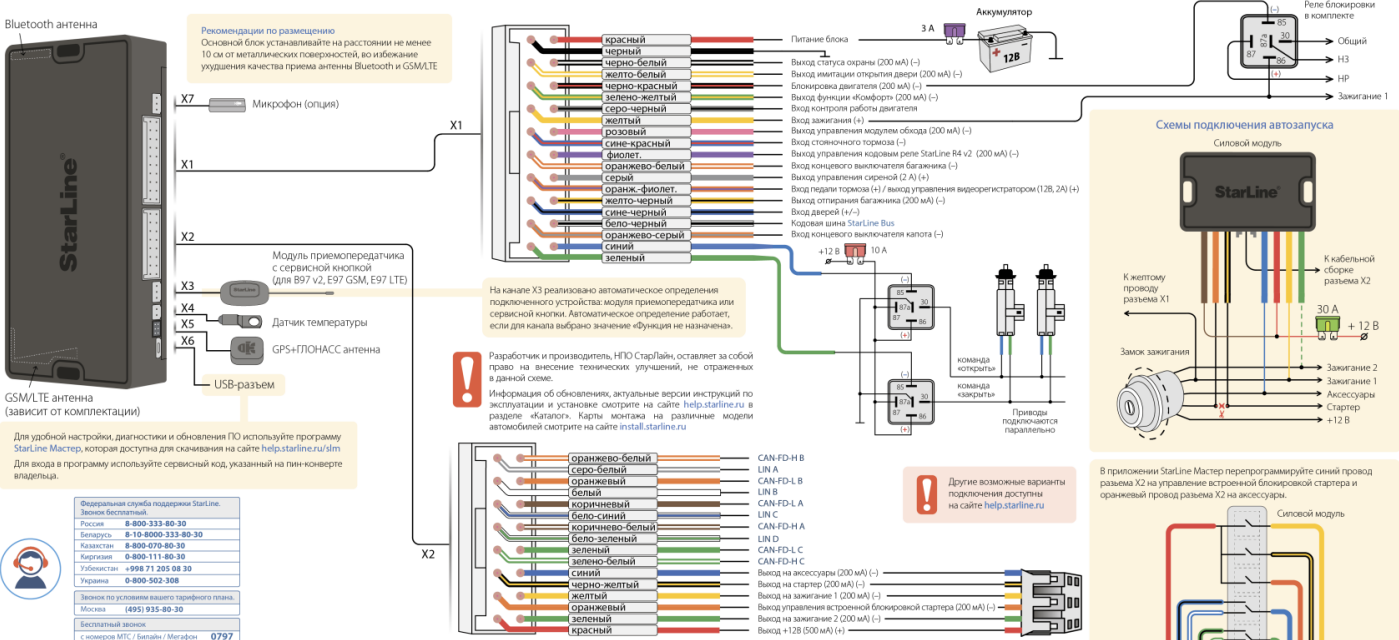 Bluetooth антенна
StarLine®
GSM/LTE антенна
(зависит от комплектации)
Рекомендации по размещению
Основной блок устанавливайте на расстоянии не менее
10 см от металлических поверхностей, во избежание
ухудшения качества приема антенны Bluetooth и GSM/LTE
X7
Микрофон (опция)
X1
X2
X3
Модуль приемопередатчика
с сервисной кнопкой
(для B97 v2, E97 GSM, E97 LTE)
StarLine
X4
Датчик температуры
X5
GPS+ГЛОНАСС антенна
X6
USB-разъем
Для удобной настройки, диагностики и обновления ПО используйте программу
StarLine Мастер, которая доступна для скачивания на сайте help.starline.ru/slm
Для входа в программу используйте сервисный код, указанный на пин-конверте
владельца.
Федеральная служба поддержки StarLine.
Звонок бесплатный.
Россия 8-800-333-80-30
Беларусь 8-10-8000-333-80-30
Казахстан 8-800-070-80-30
Киргизия 0-800-111-80-30
Узбекистан +998 71 205 08 30
Украина 0-800-502-308
Звонок по условиям вашего тарифного плана.
Москва (495) 935-80-30
Бесплатный звонок
с номеров МТС / Билайн / Мегафон 0797
X1
красный Питание блока
черный
черно-белый Выход статуса охраны (200 мА) (–)
желто-белый Выход имитации открытия двери (200 мА) (–)
черно-красный Блокировка двигателя (200 мА) (–)
зелено-желтый Выход функции «Комфорт» (200 мА) (–)
серо-черный Вход контроля работы двигателя
желтый Вход зажигания (+)
розовый Выход управления модулем обхода (200 мА) (–)
сине-красный Вход стояночного тормоза (–)
фиолет. Выход управления кодовым реле StarLine R4 v2 (200 мА) (–)
оранжево-белый Вход концевого выключателя багажника (–)
серый Выход управления сиреной (2 А) (+)
оранж.-фиолет. Вход педали тормоза (+) / выход управления видеорегистратором (12В, 2А) (+)
желто-черный Выход отпирания багажника (200 мА) (–)
сине-черный Вход дверей (+/–)
бело-черный Кодовая шина StarLine Bus
оранжево-серый Вход концевого выключателя капота (–)
синий
зеленый
3 А
Аккумулятор
12В
Реле блокировки
в комплекте
(–)
85
87 87a 30
86
(+)
Общий
НЗ
НР
Зажигание 1
+12 В 10 А
(–)
85
87a 30
87 86
(+)
(–)
85
87a 30
87 86
(+)
команда
«открыть»
команда
«закрыть»
Приводы
подключаются
параллельно
На канале X3 реализовано автоматическое определения
подключенного устройства: модуля приемопередатчика или
сервисной кнопки. Автоматическое определение работает,
если для канала выбрано значение «Функция не назначена».
Разработчик и производитель, НПО СтарЛайн, оставляет за собой
право на внесение технических улучшений, не отраженных
в данной схеме.
Информация об обновлениях, актуальные версии инструкций по
эксплуатации и установке смотрите на сайте help.starline.ru в
разделе «Каталог». Карты монтажа на различные модели
автомобилей смотрите на сайте install.starline.ru
X2
оранжево-белый CAN-FD-H B
серо-белый LIN A
оранжевый CAN-FD-L B
белый LIN B
коричневый CAN-FD-L A
бело-синий LIN C
коричнево-белый CAN-FD-H A
бело-зеленый LIN D
зеленый CAN-FD-L C
зелено-белый CAN-FD-H C
синий Выход на аксессуары (200 мА) (–)
черно-желтый Выход на стартер (200 мА) (–)
желтый Выход на зажигание 1 (200 мА) (–)
оранжевый Выход управления встроенной блокировкой стартера (200 мА) (–)
зеленый Выход на зажигание 2 (200 мА) (–)
красный Выход +12В (500 мА) (+)
Другие возможные варианты
подключения доступны
на сайте help.starline.ru
Схемы подключения автозапуска
Силовой модуль
StarLine®
К кабельной
сборке
разъема X2
К желтому
проводу
разъема X1
30 А
+ 12 В
Замок зажигания
Зажигание 2
Зажигание 1
Аксессуары
Стартер
+12 В
В приложении StarLine Мастер перепрограммируйте синий провод
разъема X2 на управление встроенной блокировкой стартера и
оранжевый провод разъема X2 на аксессуары.
Силовой модуль